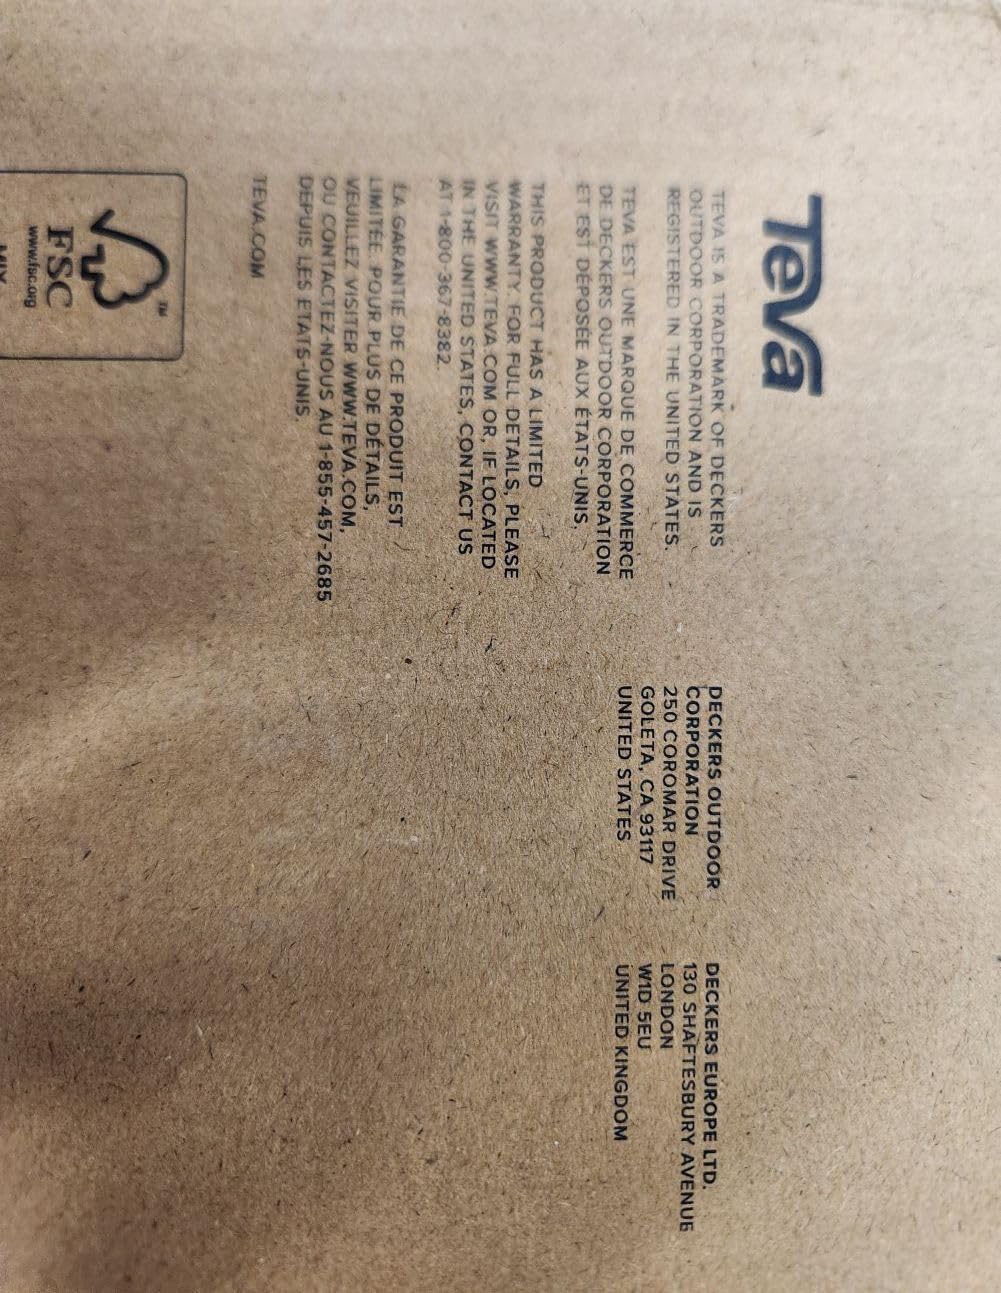 Teva
TEVA IS A TRADEMARK OF DECKERS
OUTDOOR CORPORATION AND IS
REGISTERED IN THE UNITED STATES.
TEVA EST UNE MARQUE DE COMMERCE
DE DECKERS OUTDOOR CORPORATION
ET EST DÉPOSÉE AUX ÉTATS-UNIS.
THIS PRODUCT HAS A LIMITED
WARRANTY. FOR FULL DETAILS, PLEASE
VISIT WWW.TEVA.COM OR, IF LOCATED
IN THE UNITED STATES, CONTACT US
AT 1-800-367-8382.
LA GARANTIE DE CE PRODUIT EST
LIMITÉE. POUR PLUS DE DÉTAILS,
VEUILLEZ VISITER WWW.TEVA.COM,
OU CONTACTEZ-NOUS AU 1-855-457-2685
DEPUIS LES ÉTATS-UNIS.
TEVA.COM
DECKERS OUTDOOR
CORPORATION
250 COROMAR DRIVE
GOLETA, CA 93117
UNITED STATES
DECKERS EUROPE LTD.
130 SHAFTESBURY AVENUE
LONDON
W1D 5EU
UNITED KINGDOM
TM
FSC
www.fsc.org
MIX